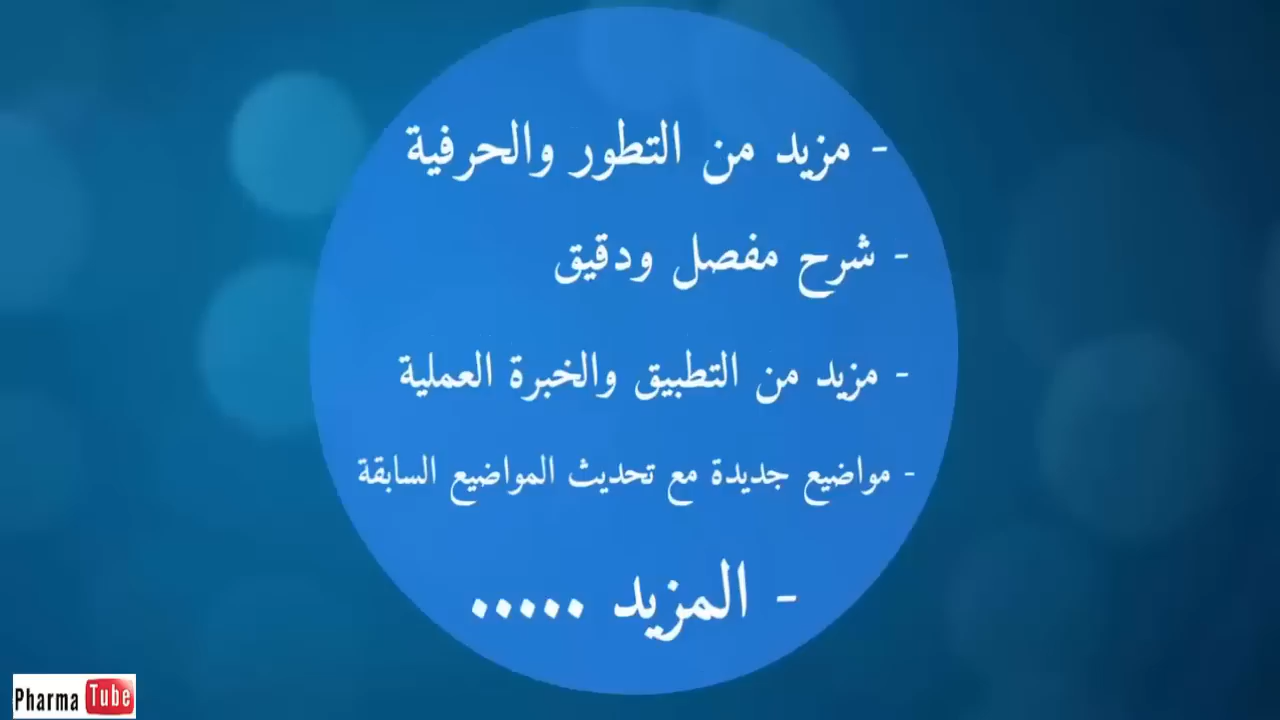 - مزيد من التطور والحرفية
- شرح مفصل ودقيق
- مزيد من التطبيق والخبرة العملية
- مواضيع جديدة مع تحديث المواضيع السابقة
- المزيد .....
Pharma Tube